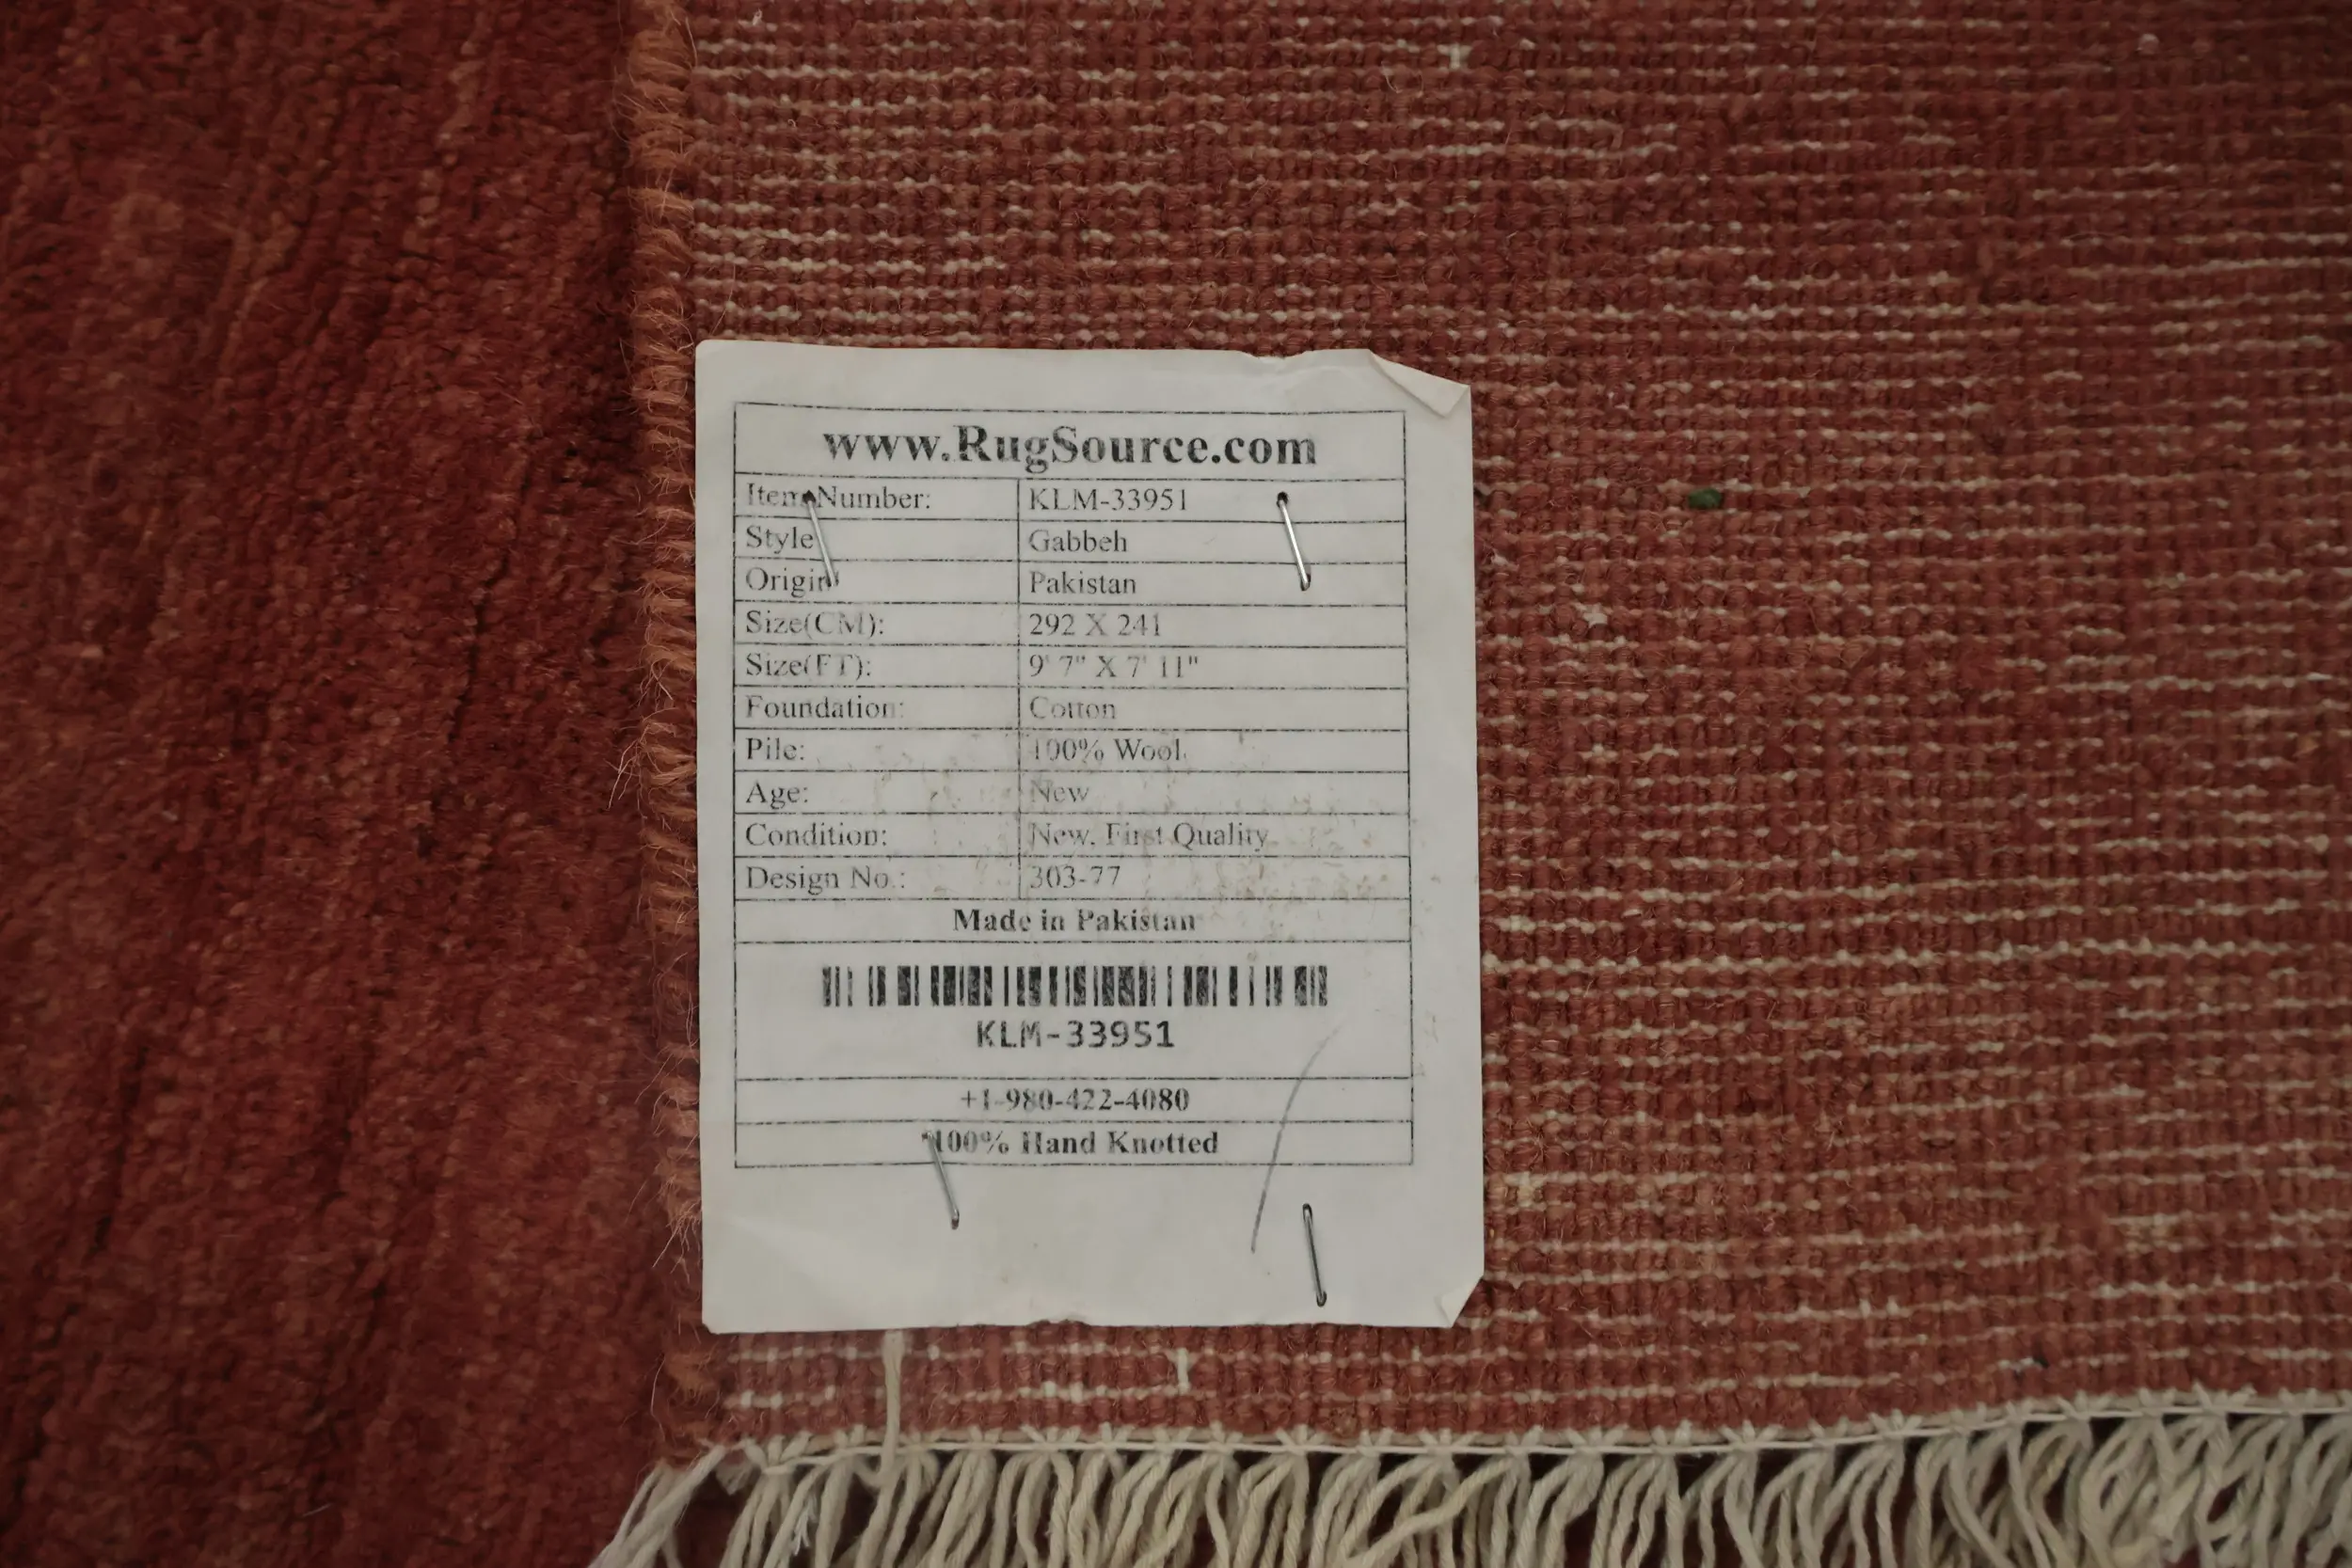 www.RugSource.com
Item Number: KLM-33951
Style Gabbeh
Origin Pakistan
Size(CM): 292 X 241
Size(FT): 9' 7" X 7' 11"
Foundation: Cotton
Pile: 100% Wool
Age: New
Condition: New, First Quality
Design No.: 303-77
Made in Pakistan
KLM-33951
+1-980-422-4080
100% Hand Knotted